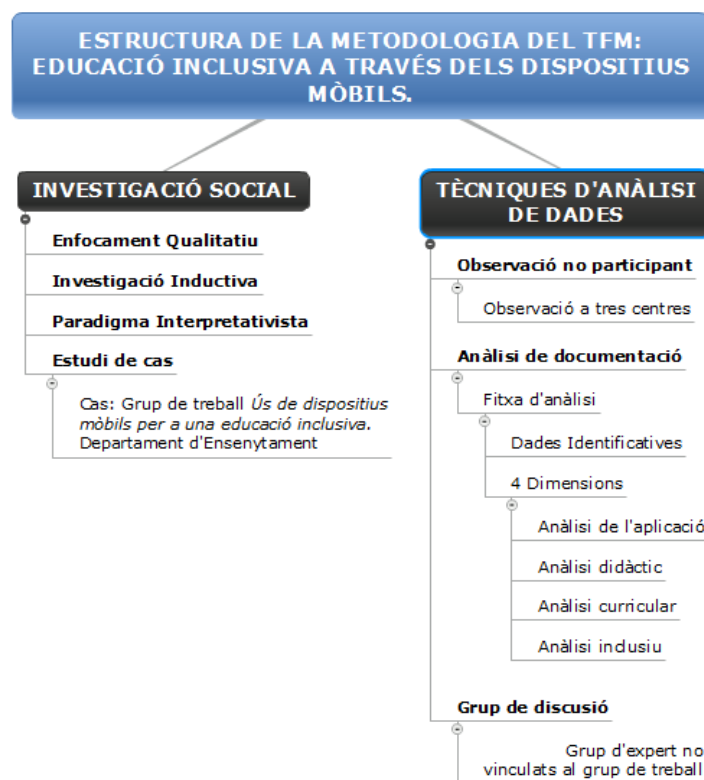 ESTRUCTURA DE LA METODOLOGIA DEL TFM:
EDUCACIÓ INCLUSIVA A TRAVÉS DELS DISPOSITIUS
MÒBILS.
INVESTIGACIÓ SOCIAL
Enfocament Qualitatiu
Investigació Inductiva
Paradigma Interpretativista
Estudi de cas
Cas: Grup de treball Ús de dispositius
mòbils per a una educació inclusiva.
Departament d'Ensenytament
TÈCNIQUES D'ANÀLISI
DE DADES
Observació no participant
Observació a tres centres
Anàlisi de documentació
Fitxa d'anàlisi
Dades Identificatives
4 Dimensions
Anàlisi de l'aplicació
Anàlisi didàctic
Anàlisi curricular
Anàlisi inclusiu
Grup de discusió
Grup d'expert no
vinculats al grup de treball